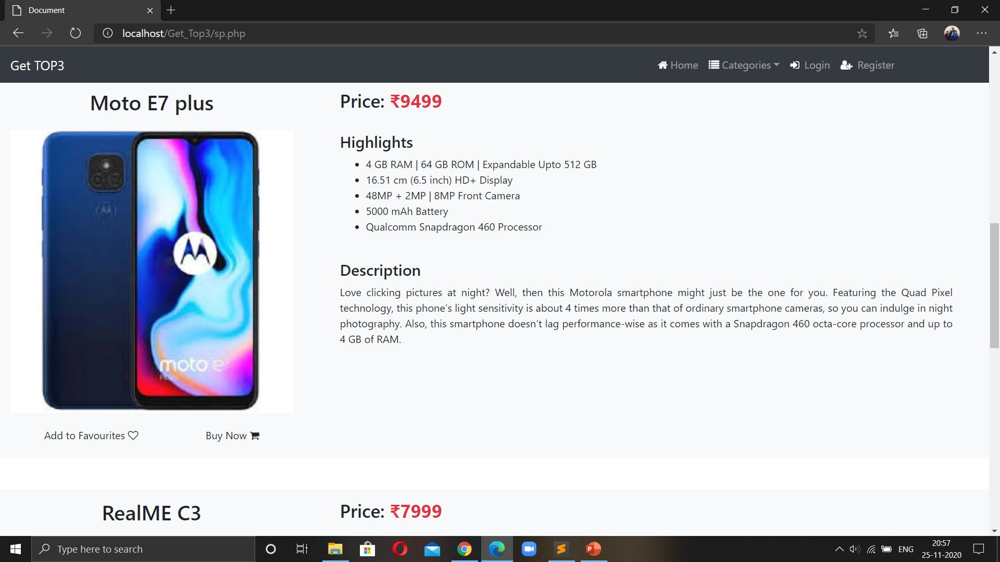 Document
localhost/Get_Top3/sp.php
Get TOP3
Home Categories Login Register
Moto E7 plus
Price: ₹9499
Highlights
4 GB RAM | 64 GB ROM | Expandable Upto 512 GB
16.51 cm (6.5 inch) HD+ Display
48MP + 2MP | 8MP Front Camera
5000 mAh Battery
Qualcomm Snapdragon 460 Processor
Description
Love clicking pictures at night? Well, then this Motorola smartphone might just be the one for you. Featuring the Quad Pixel
technology, this phone’s light sensitivity is about 4 times more than that of ordinary smartphone cameras, so you can indulge in night
photography. Also, this smartphone doesn’t lag performance-wise as it comes with a Snapdragon 460 octa-core processor and up to
4 GB of RAM.
moto e
Add to Favourites Buy Now
RealME C3
Price: ₹7999
Type here to search
ENG
20:57
25-11-2020